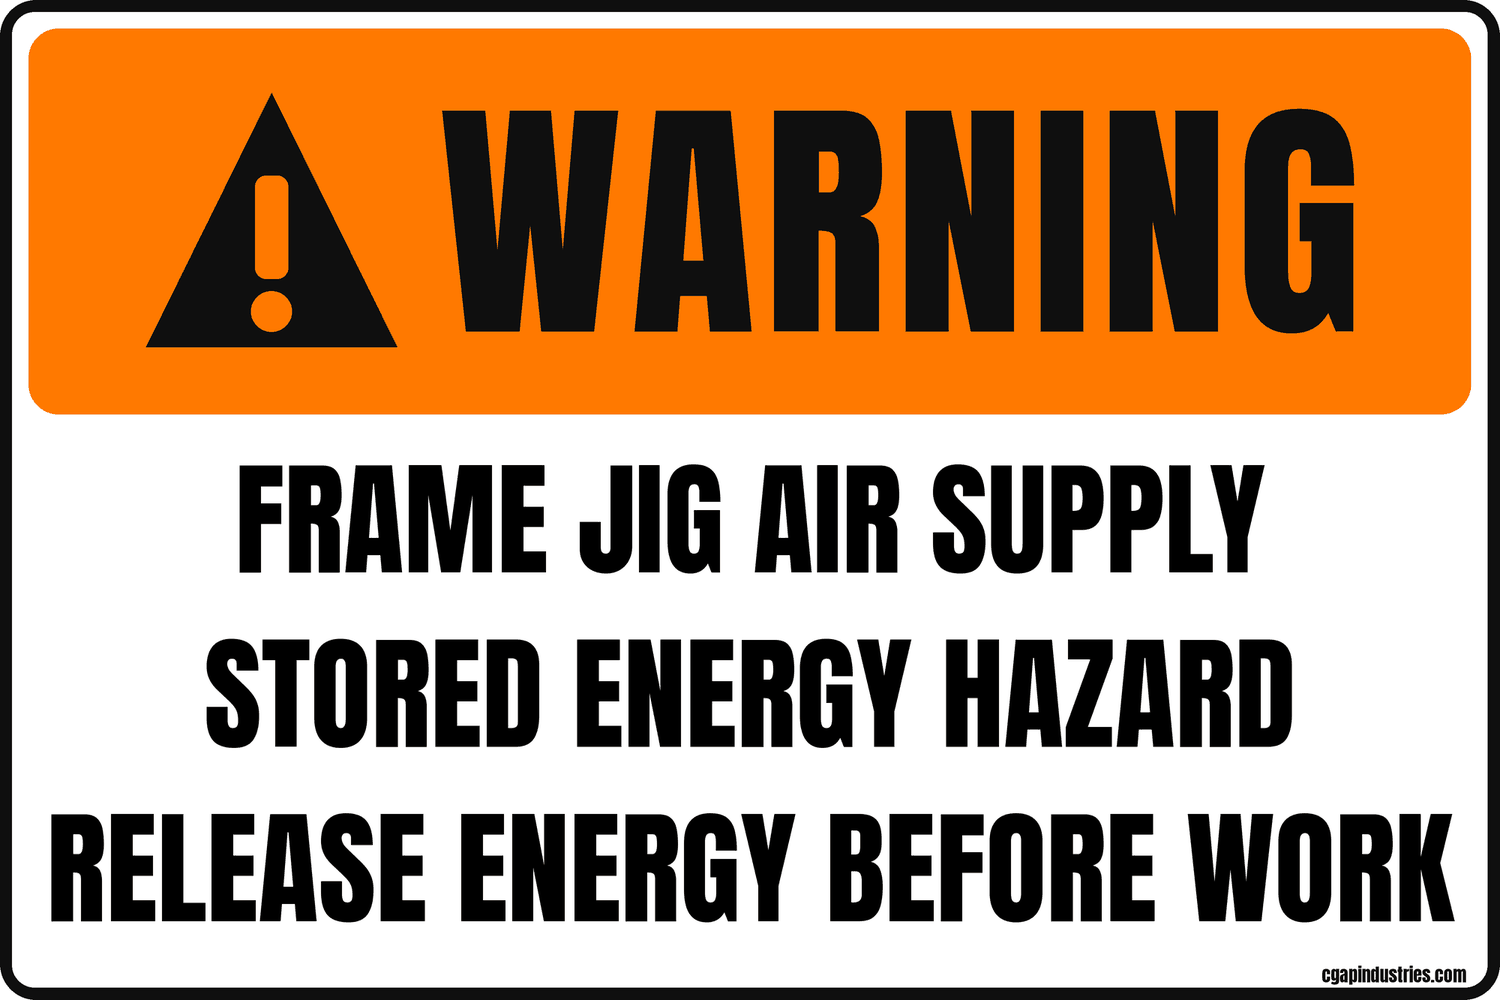 WARNING
FRAME JIG AIR SUPPLY
STORED ENERGY HAZARD
RELEASE ENERGY BEFORE WORK
cgapindustries.com